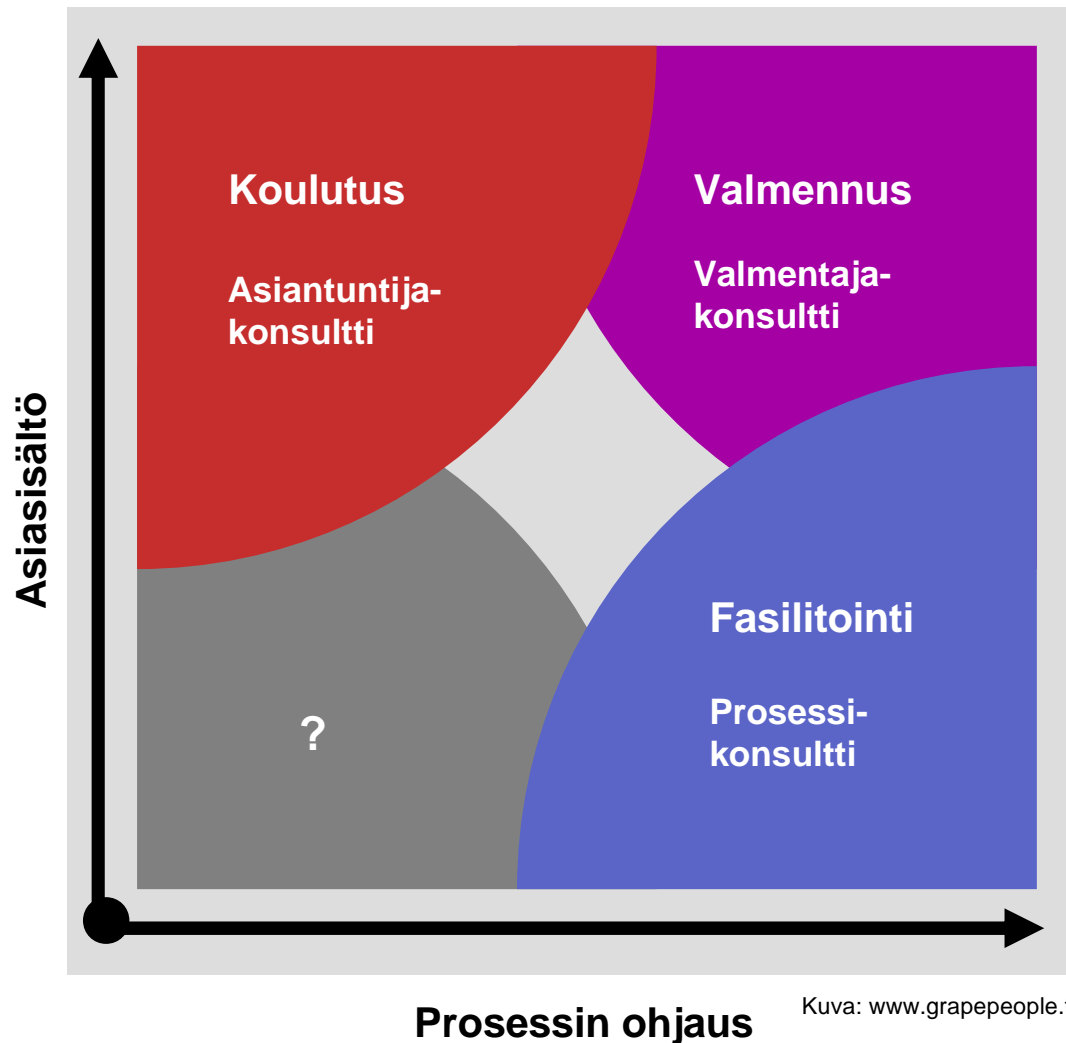 Koulutus
Asiantuntija-
konsultti
Valmennus
Valmentaja-
konsultti
Asiasisältö
?
Fasilitointi
Prosessi-
konsultti
Prosessin ohjaus
Kuva: www.grapepeople.